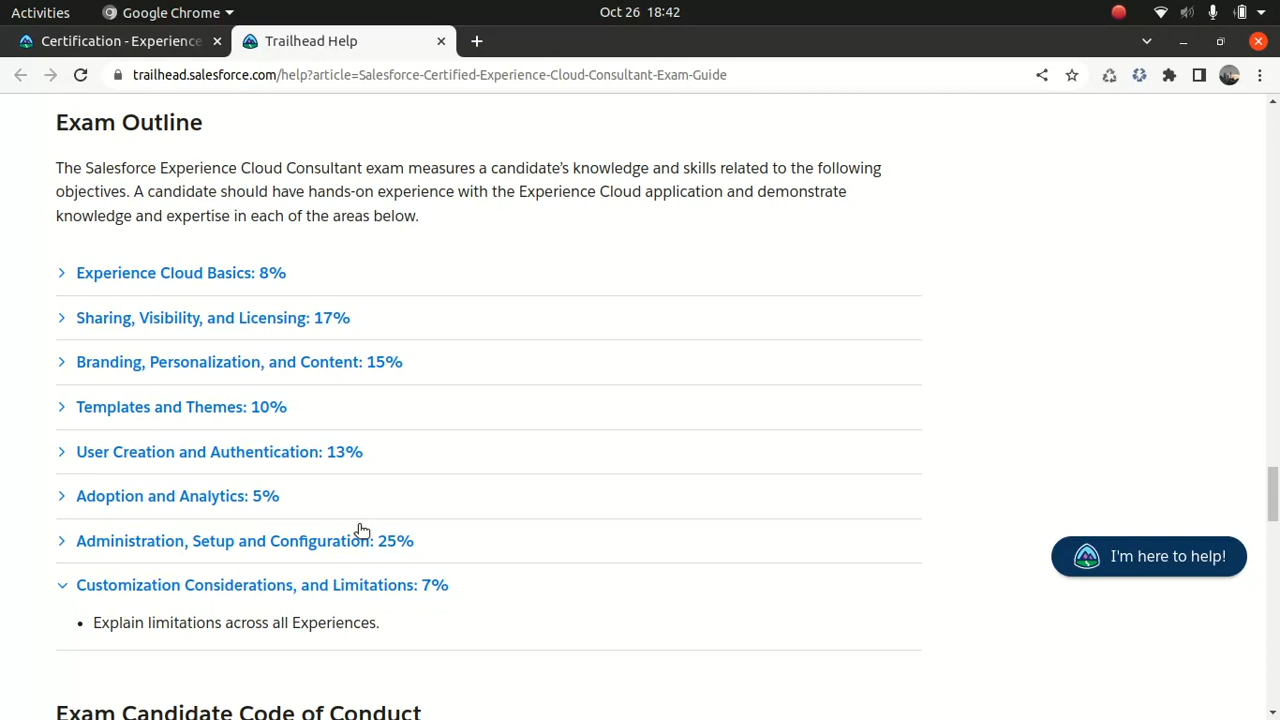 Activities
Google Chrome
Oct 26 18:42
Certification - Experience
Trailhead Help
trailhead.salesforce.com/help?article=Salesforce-Certified-Experience-Cloud-Consultant-Exam-Guide
Exam Outline
The Salesforce Experience Cloud Consultant exam measures a candidate's knowledge and skills related to the following
objectives. A candidate should have hands-on experience with the Experience Cloud application and demonstrate
knowledge and expertise in each of the areas below.
Experience Cloud Basics: 8%
Sharing, Visibility, and Licensing: 17%
Branding, Personalization, and Content: 15%
Templates and Themes: 10%
User Creation and Authentication: 13%
Adoption and Analytics: 5%
Administration, Setup and Configuration: 25%
I'm here to help!
Customization Considerations, and Limitations: 7%
• Explain limitations across all Experiences.
Exam Candidate Code of Conduct